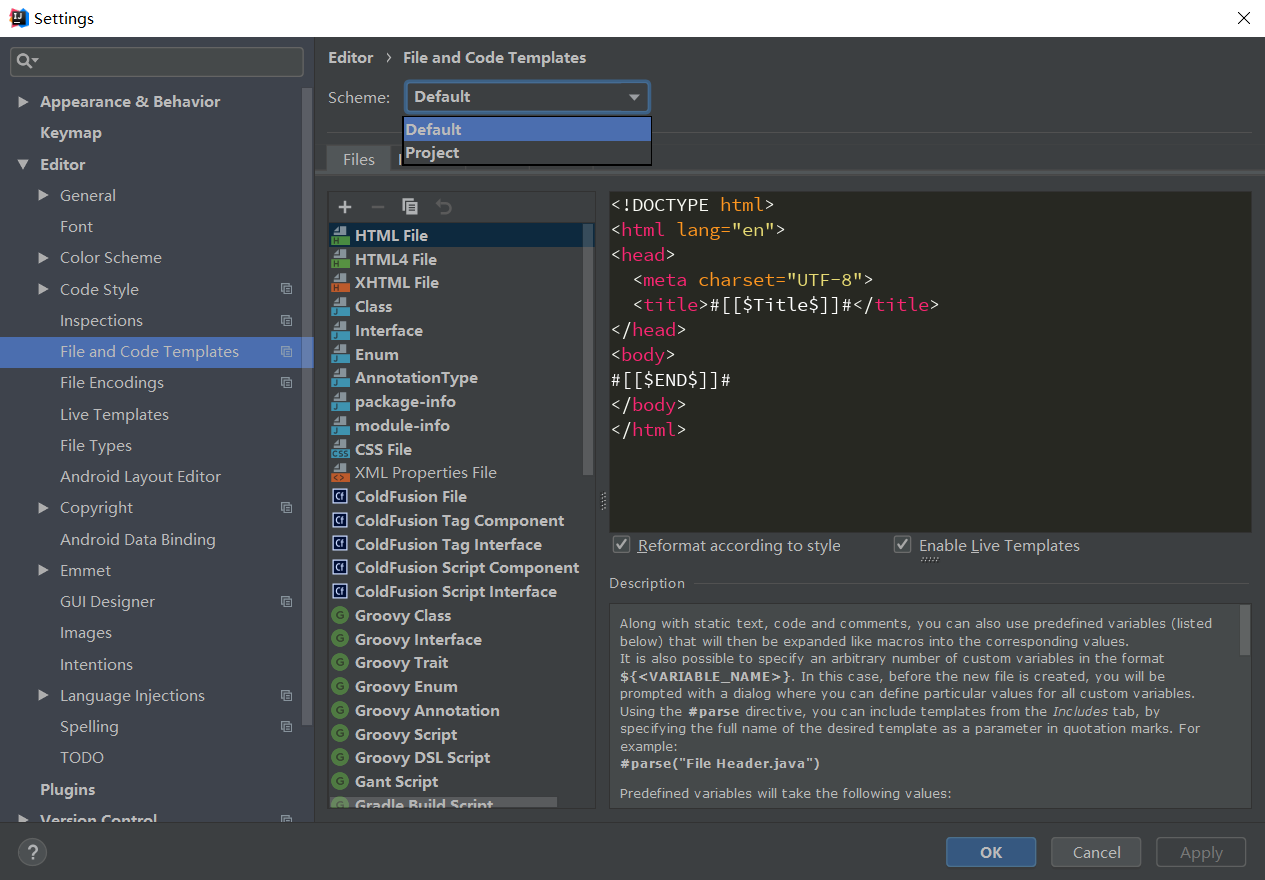 Settings
Appearance & Behavior
Keymap
Editor
General
Font
Color Scheme
Code Style
Inspections
File and Code Templates
File Encodings
Live Templates
File Types
Android Layout Editor
Copyright
Android Data Binding
Emmet
GUI Designer
Images
Intentions
Language Injections
Spelling
TODO
Plugins
Version Control
Editor › File and Code Templates
Scheme: Default
Default
Project
Files
HTML File
HTML4 File
XHTML File
Class
Interface
Enum
AnnotationType
package-info
module-info
CSS File
XML Properties File
ColdFusion File
ColdFusion Tag Component
ColdFusion Tag Interface
ColdFusion Script Component
ColdFusion Script Interface
Groovy Class
Groovy Interface
Groovy Trait
Groovy Enum
Groovy Annotation
Groovy Script
Groovy DSL Script
Gant Script
Gradle Build Script
<!DOCTYPE html>
<html lang="en">
<head>
  <meta charset="UTF-8">
  <title>#[[$Title$]]#</title>
</head>
<body>
#[[$END$]]#
</body>
</html>
Reformat according to style Enable Live Templates
Description
Along with static text, code and comments, you can also use predefined variables (listed
below) that will then be expanded like macros into the corresponding values.
It is also possible to specify an arbitrary number of custom variables in the format
${<VARIABLE_NAME>}. In this case, before the new file is created, you will be
prompted with a dialog where you can define particular values for all custom variables.
Using the #parse directive, you can include templates from the Includes tab, by
specifying the full name of the desired template as a parameter in quotation marks. For
example:
#parse("File Header.java")
Predefined variables will take the following values:
? OK Cancel Apply